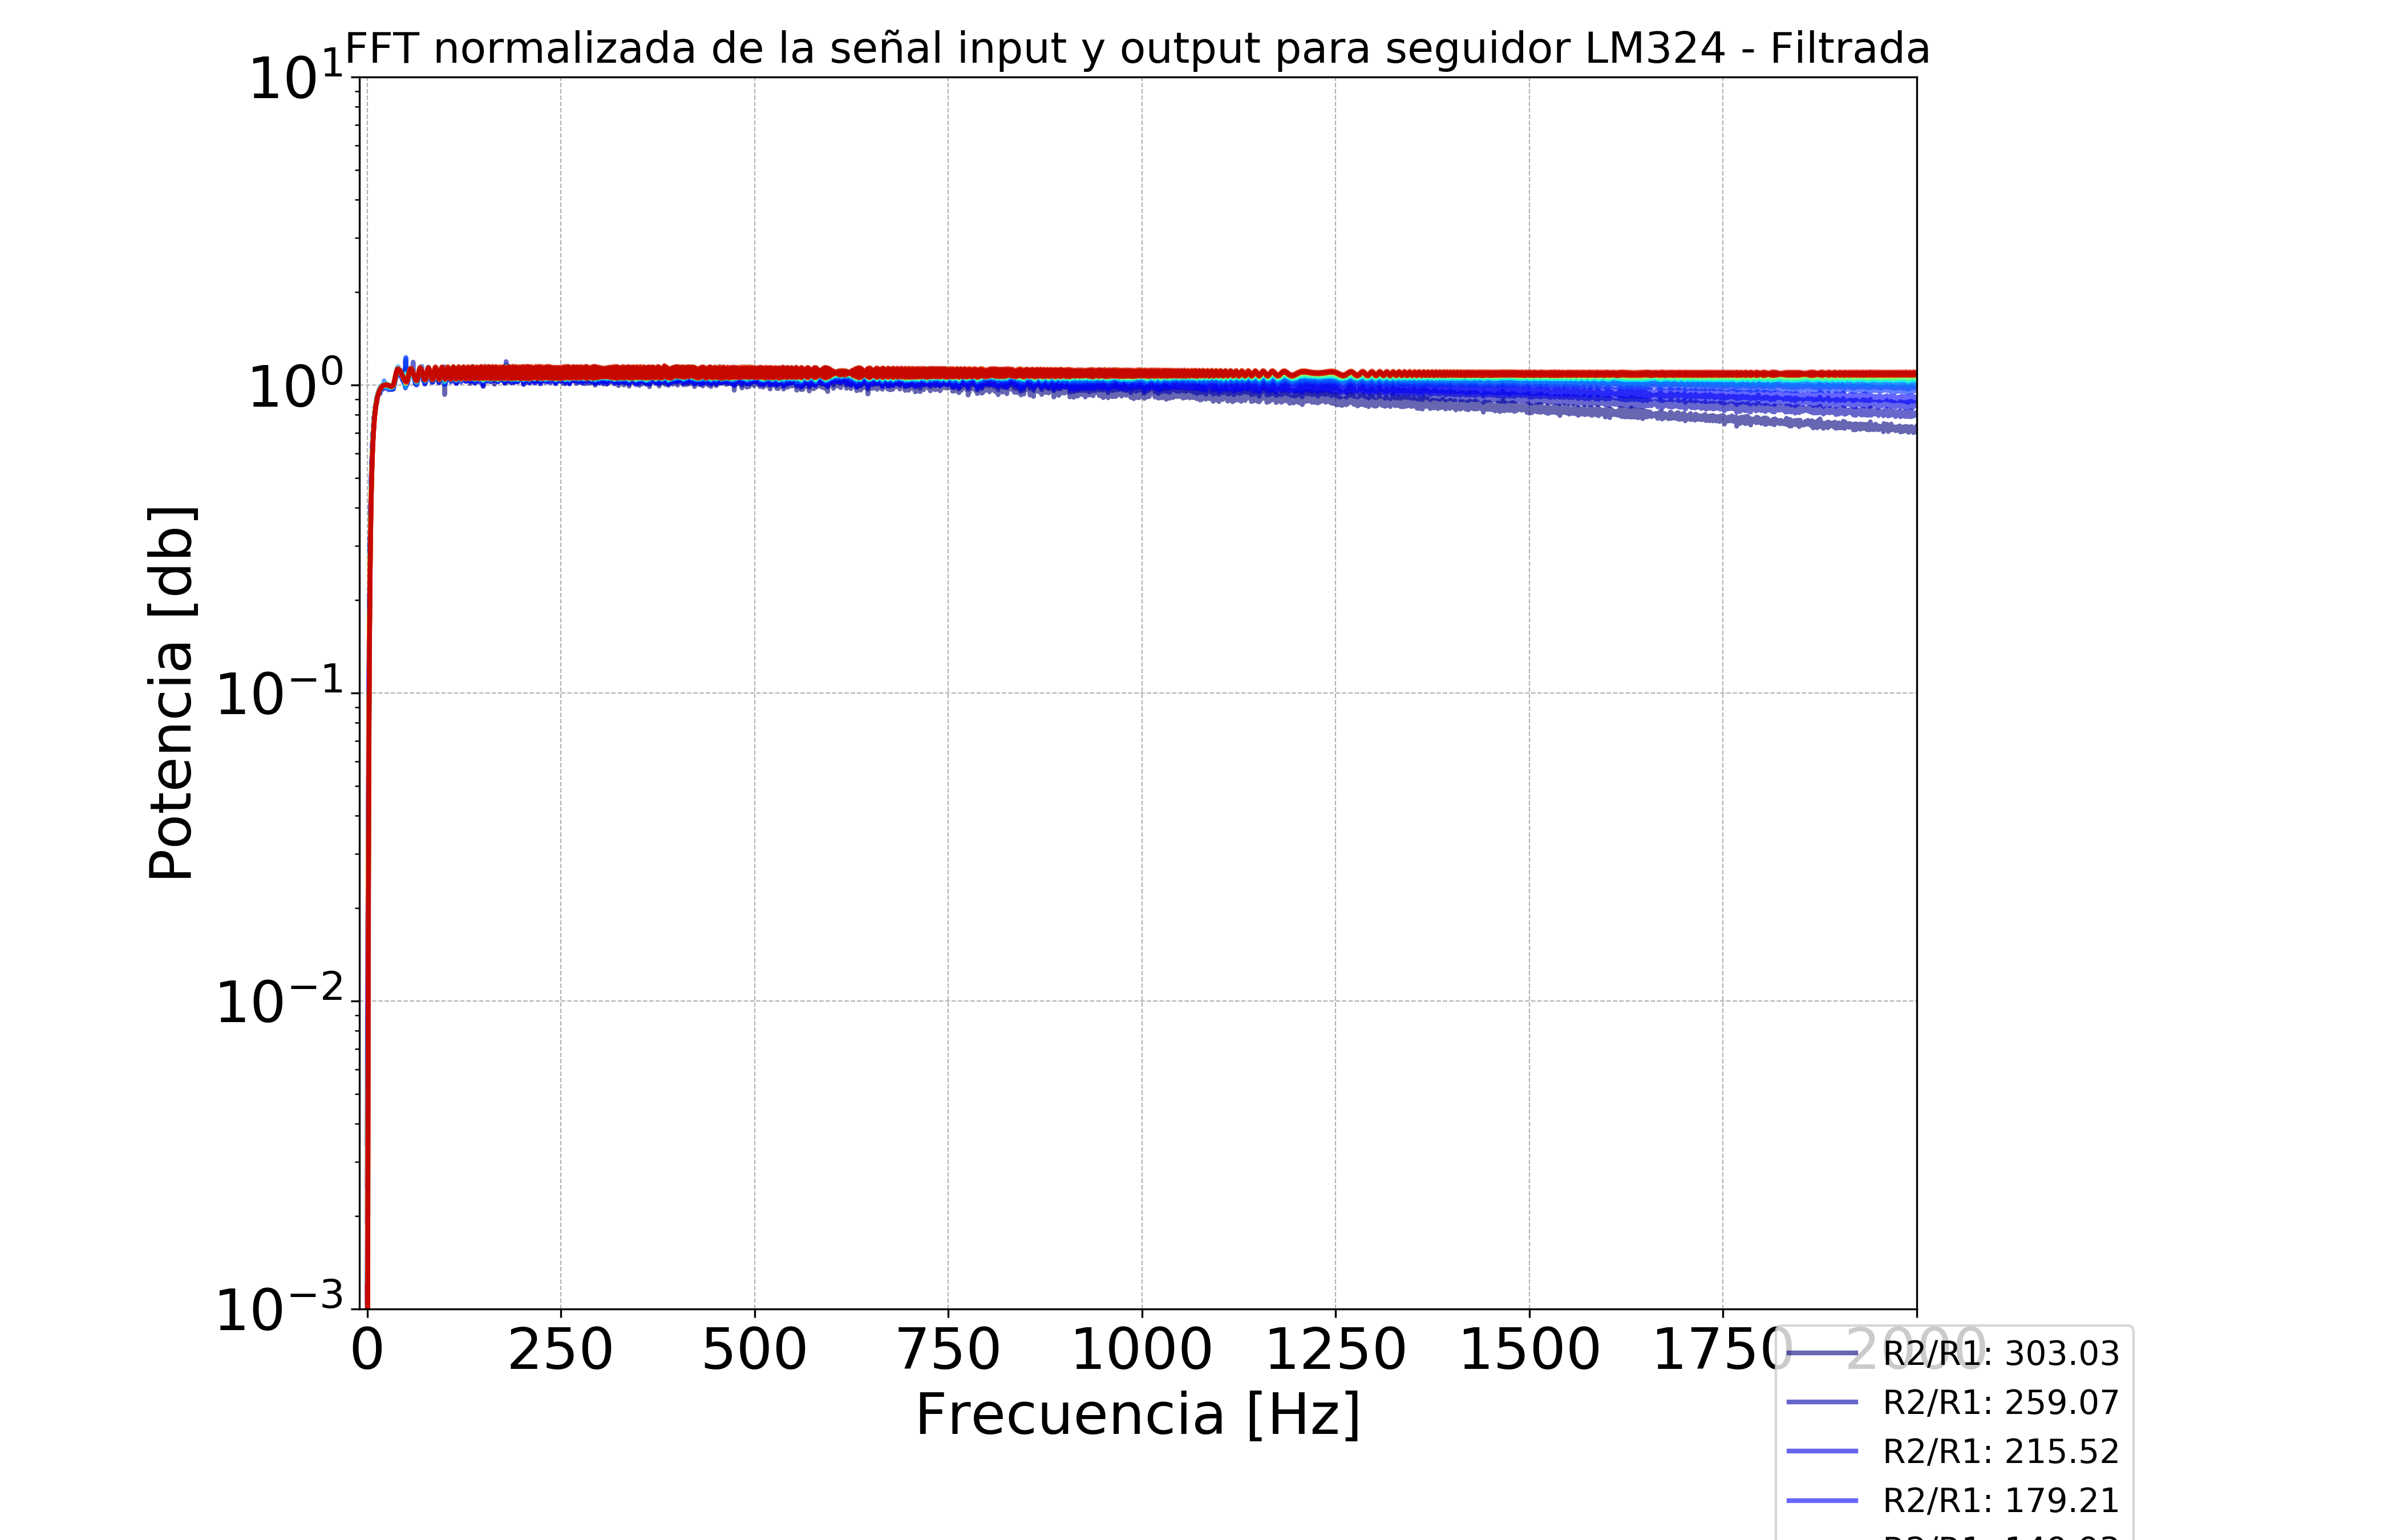 FFT normalizada de la señal input y output para seguidor LM324 - Filtrada
10¹
10⁰
10⁻¹
10⁻²
10⁻³
Potencia [db]
0 250 500 750 1000 1250 1500 1750 2000
Frecuencia [Hz]
R2/R1: 303.03
R2/R1: 259.07
R2/R1: 215.52
R2/R1: 179.21